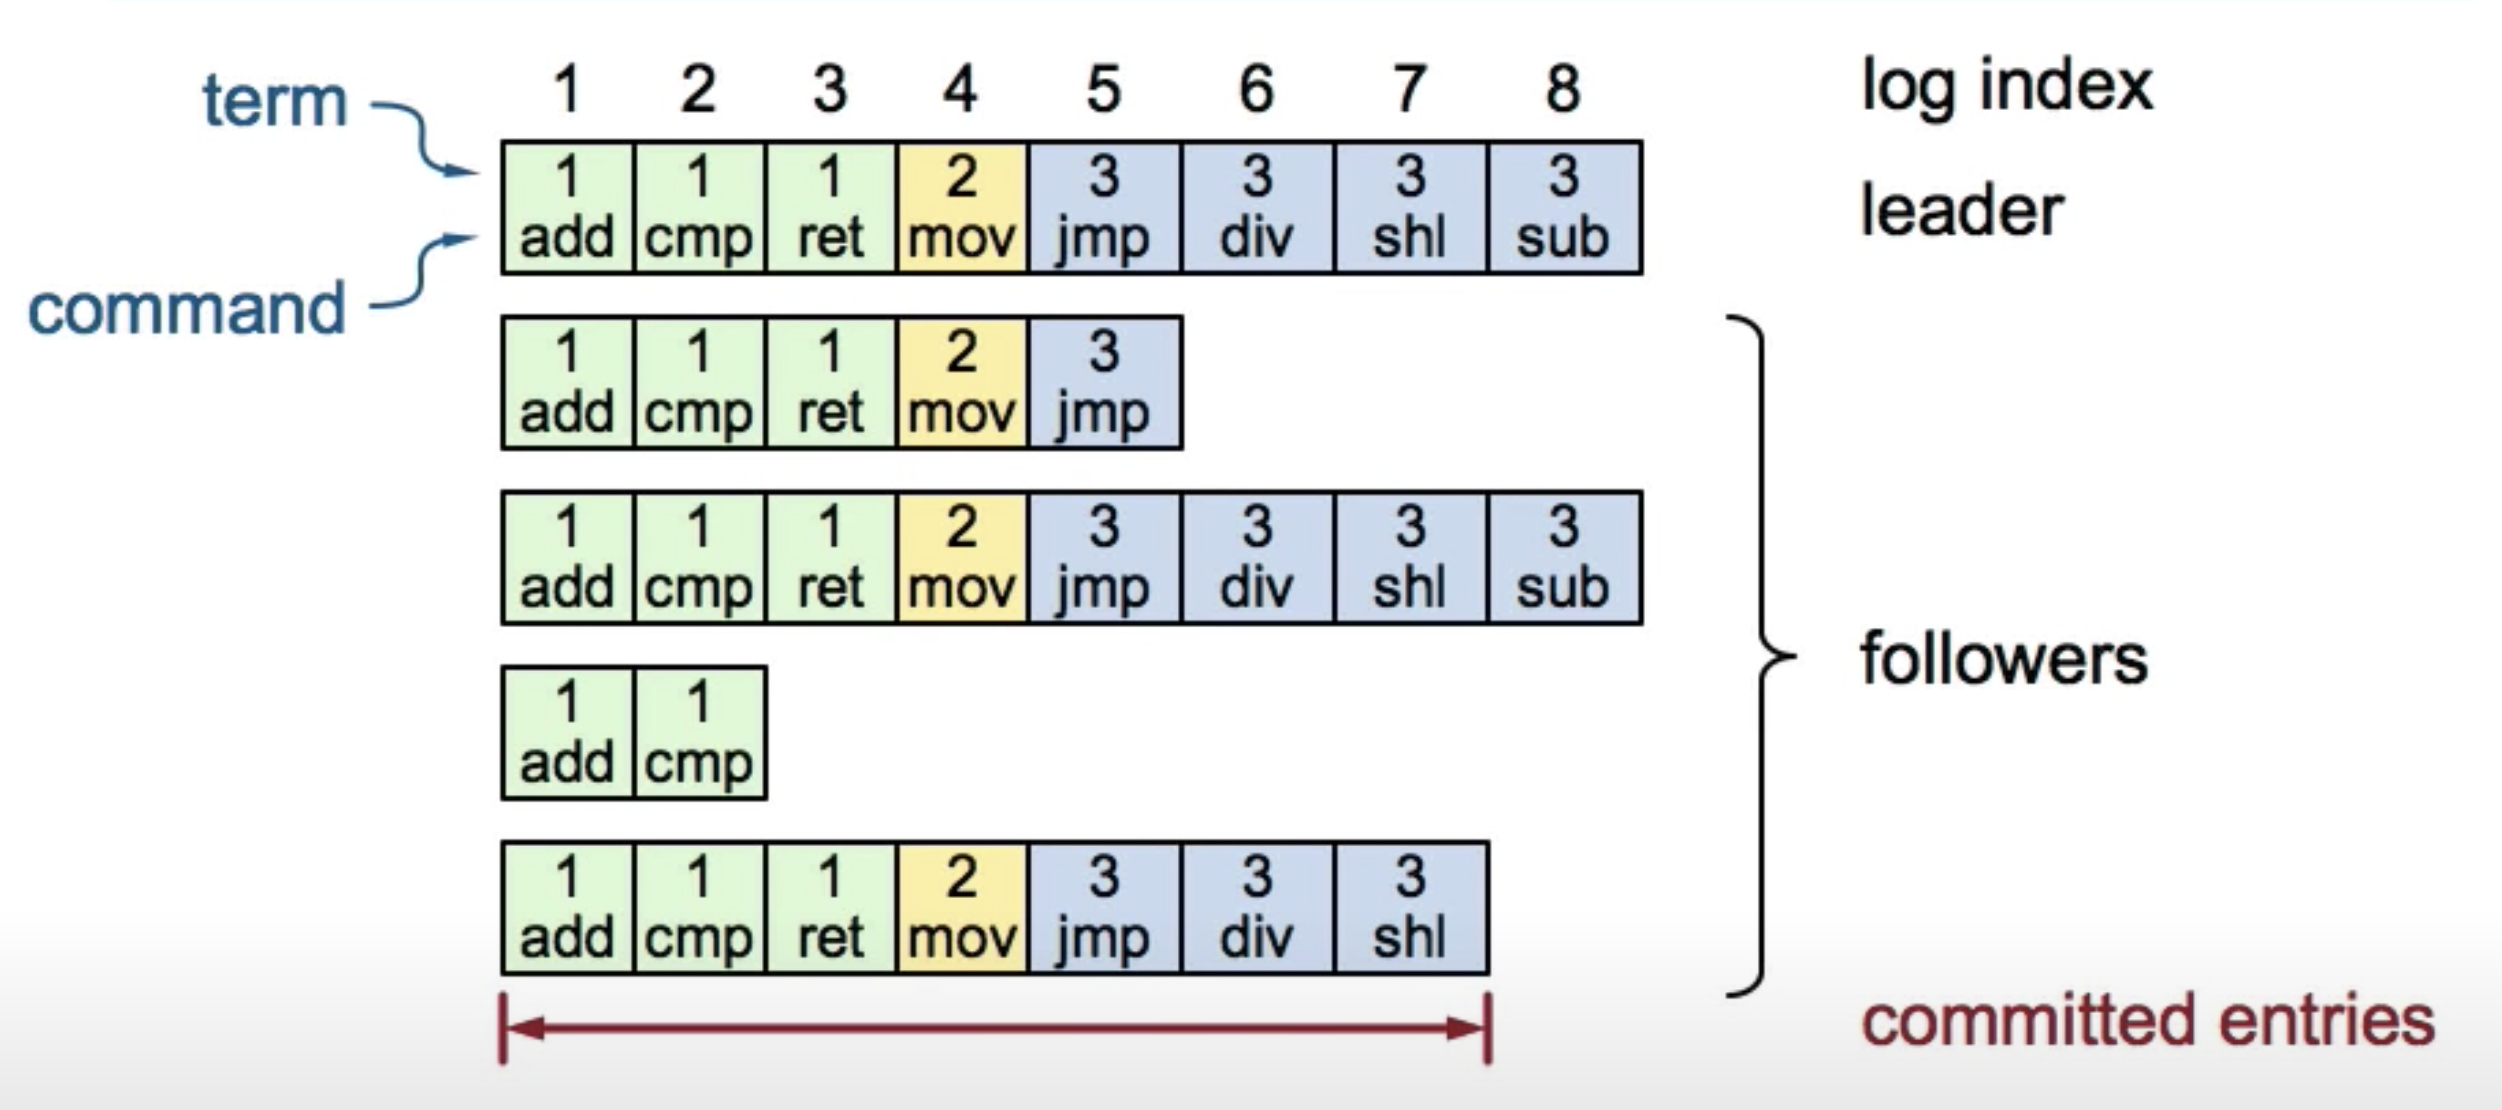 1 2 3 4 5 6 7 8 log index
term
1 1 1 2 3 3 3 3
add cmp ret mov jmp div shl sub
leader
command
1 1 1 2 3
add cmp ret mov jmp
1 1 1 2 3 3 3 3
add cmp ret mov jmp div shl sub
followers
1 1
add cmp
1 1 1 2 3 3 3
add cmp ret mov jmp div shl
committed entries